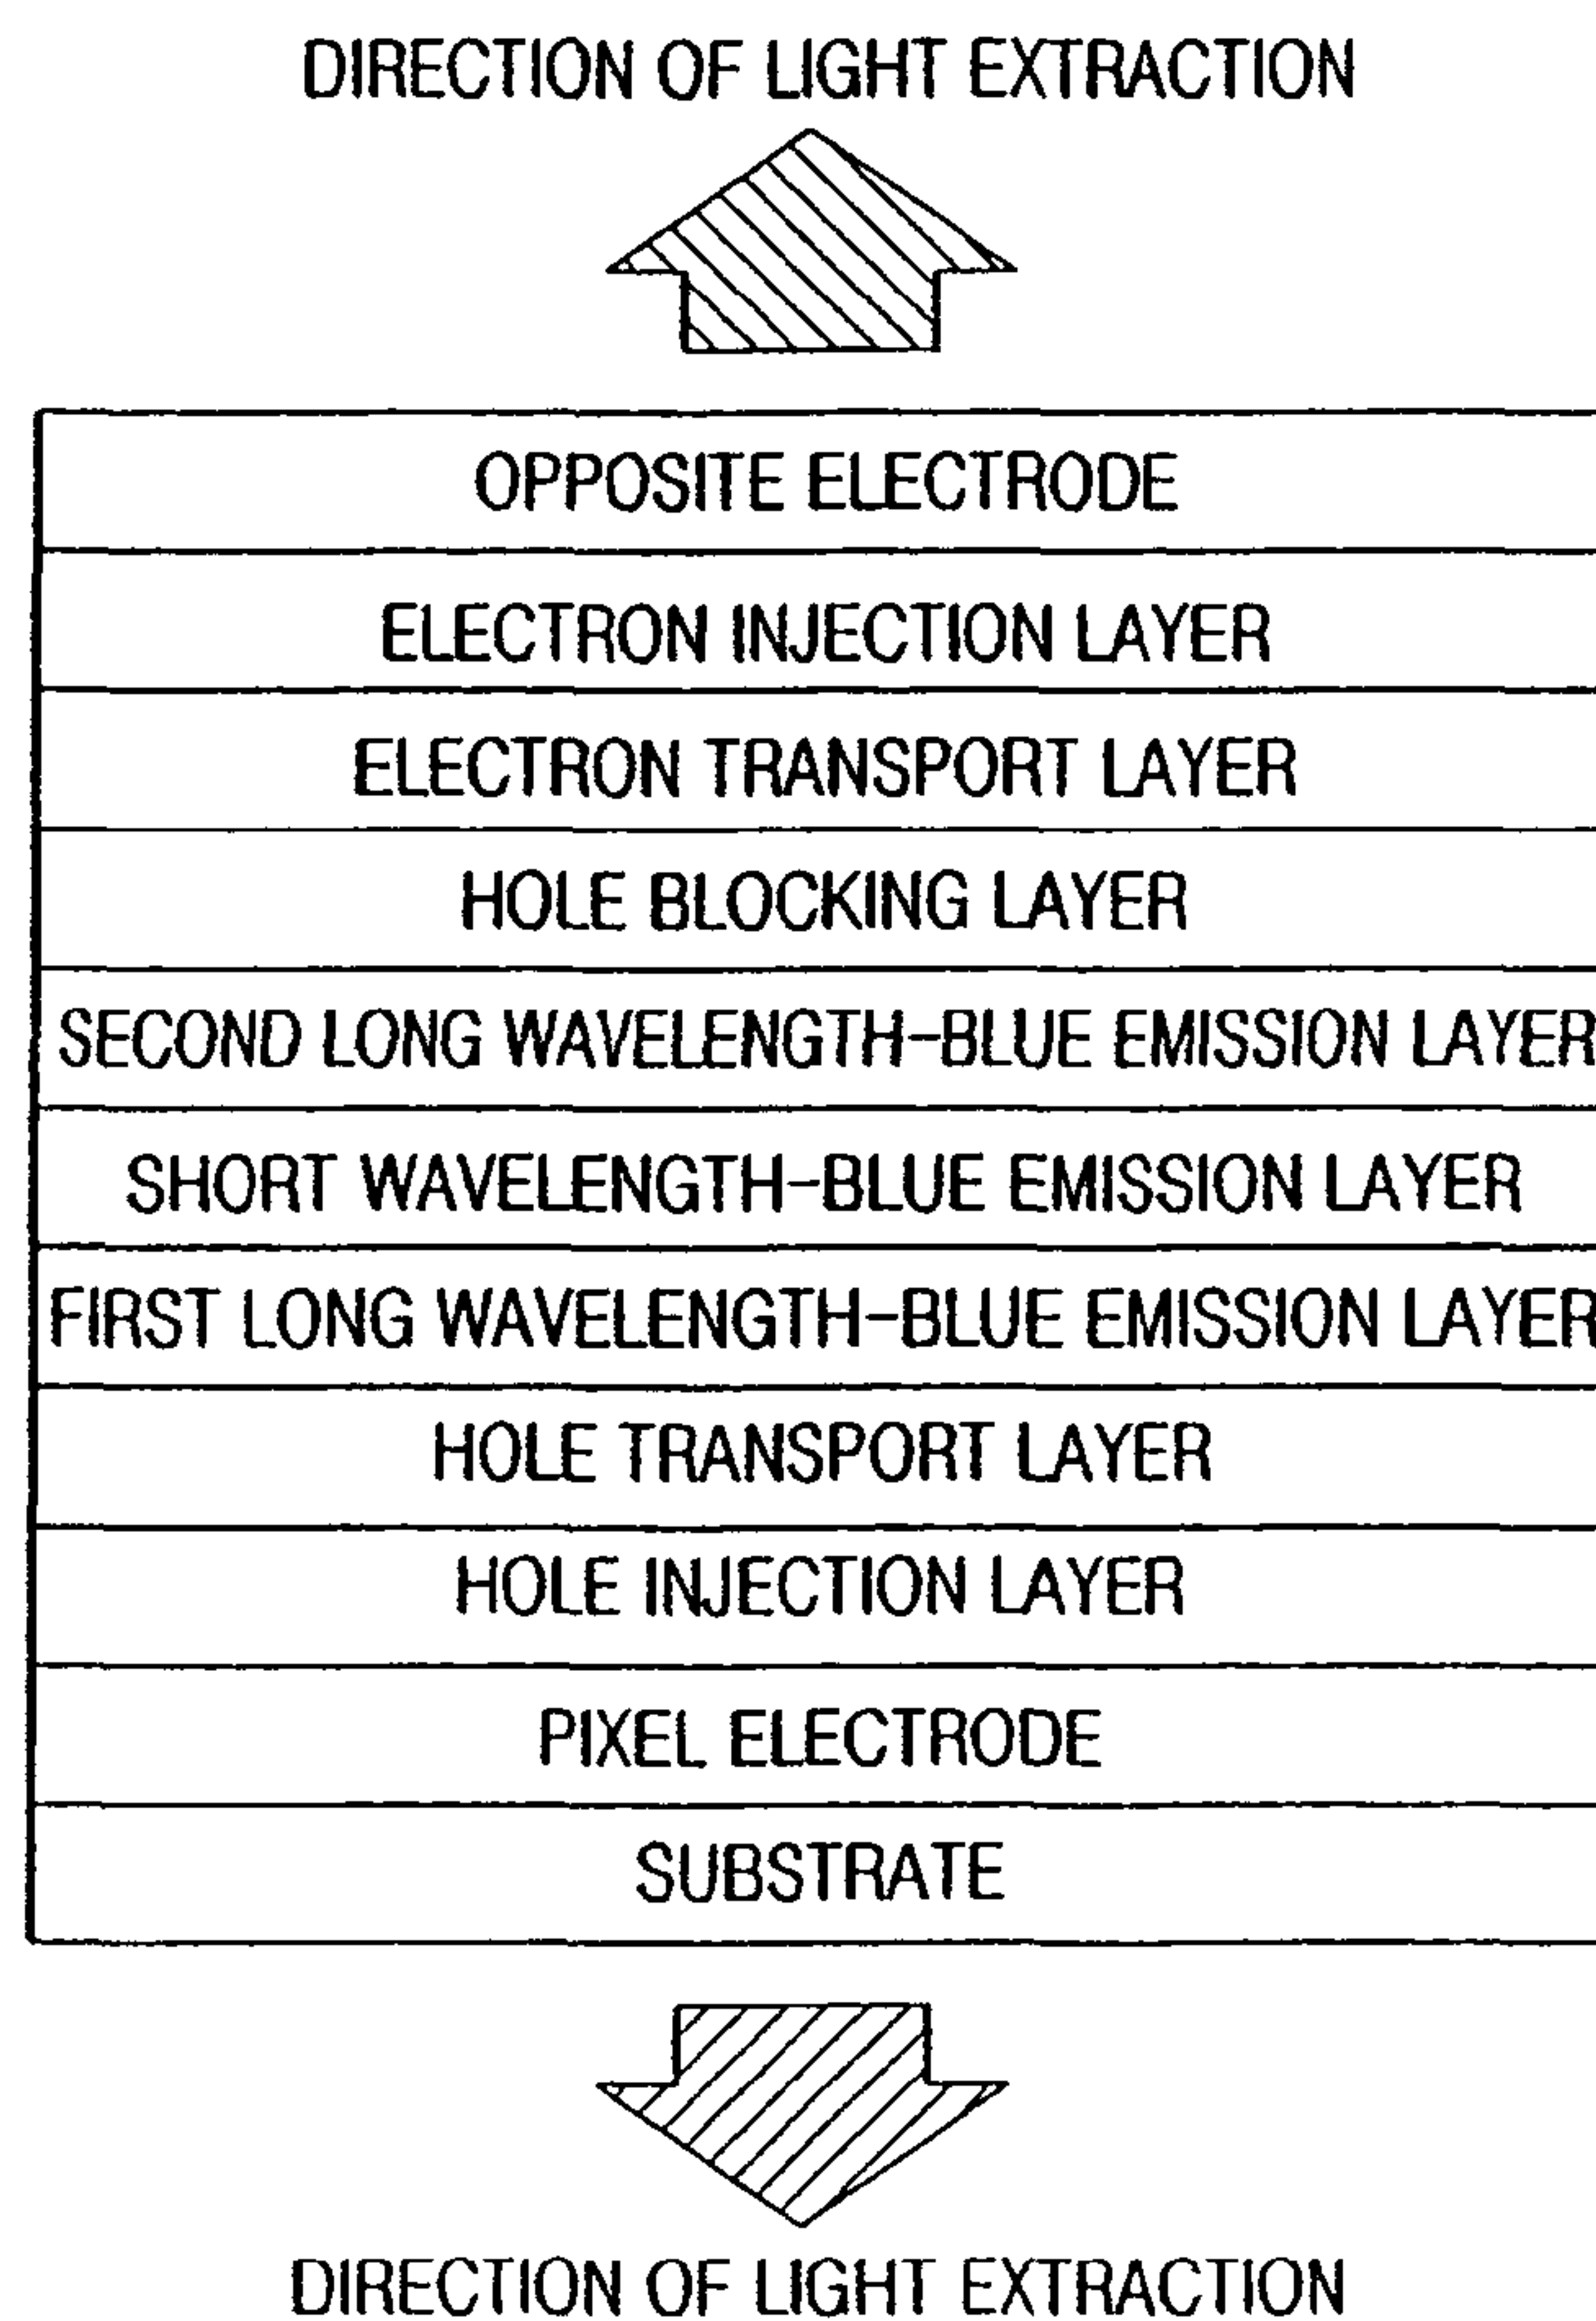 DIRECTION OF LIGHT EXTRACTION
OPPOSITE ELECTRODE
ELECTRON INJECTION LAYER
ELECTRON TRANSPORT LAYER
HOLE BLOCKING LAYER
SECOND LONG WAVELENGTH-BLUE EMISSION LAYER
SHORT WAVELENGTH-BLUE EMISSION LAYER
FIRST LONG WAVELENGTH-BLUE EMISSION LAYER
HOLE TRANSPORT LAYER
HOLE INJECTION LAYER
PIXEL ELECTRODE
SUBSTRATE
DIRECTION OF LIGHT EXTRACTION